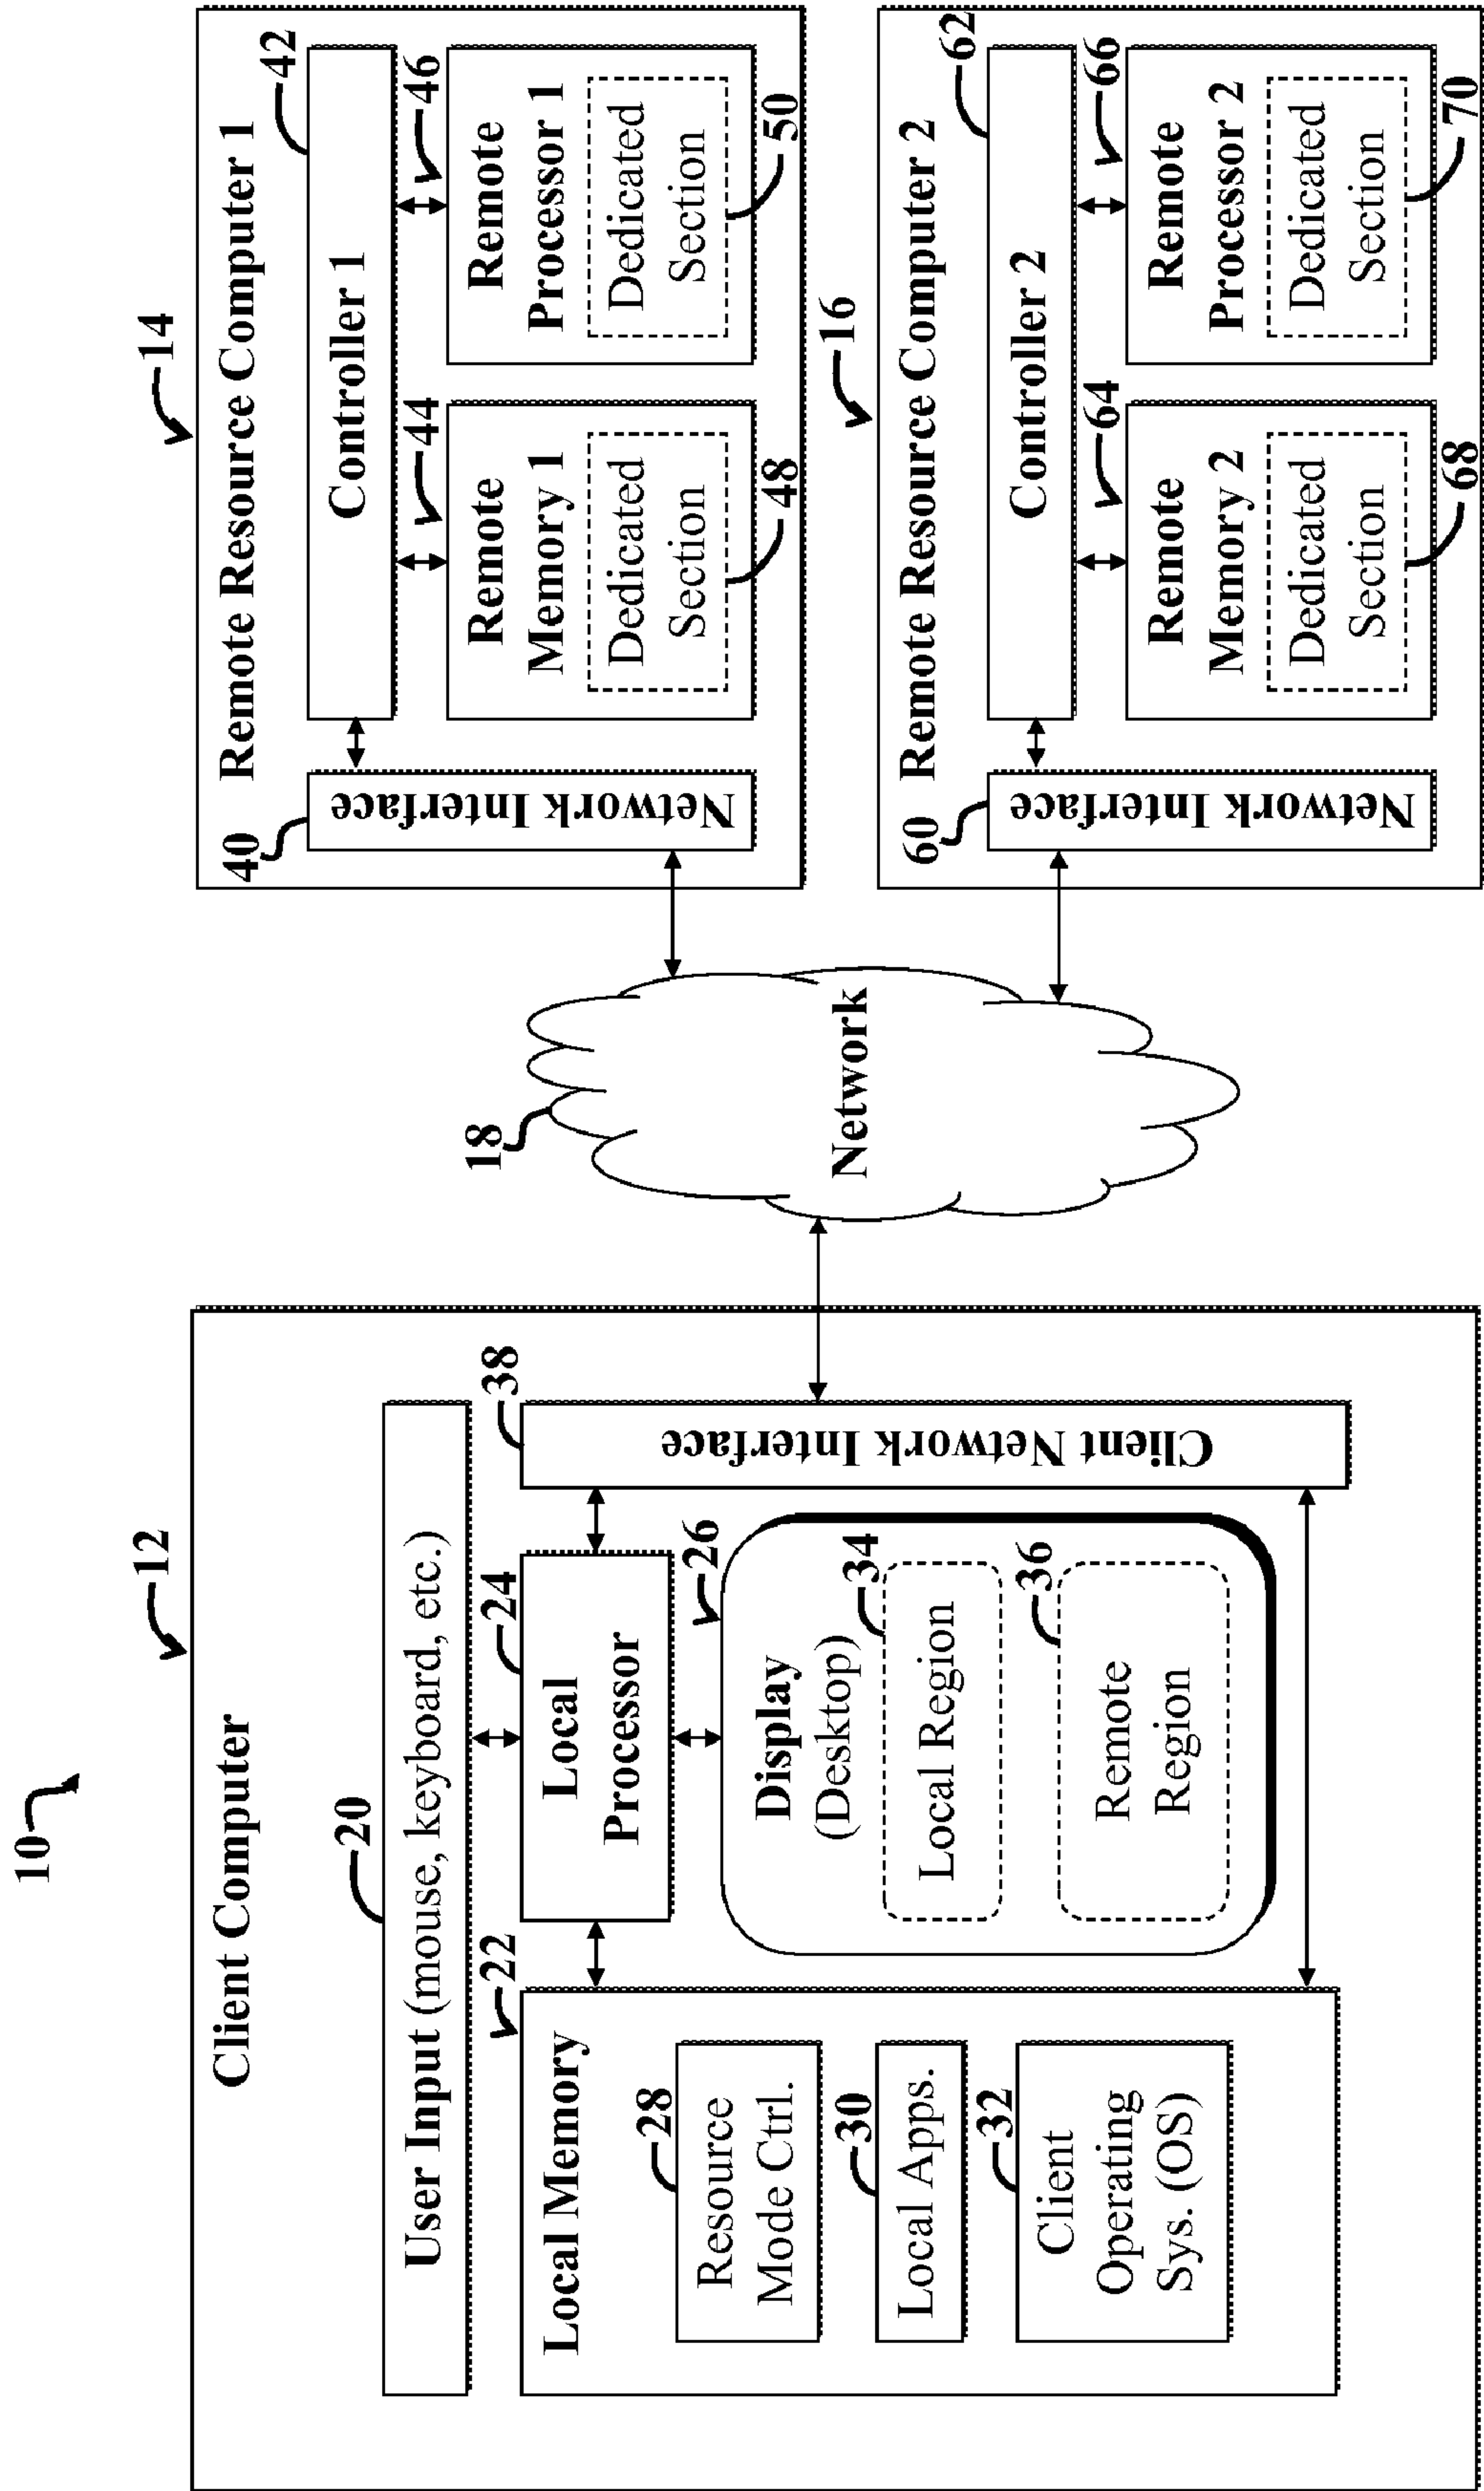 10
12
Client Computer
20
User Input (mouse, keyboard, etc.)
22
Local Memory
28
Resource
Mode Ctrl.
30
Local Apps.
32
Client
Operating
Sys. (OS)
24
Local
Processor
26
Display
(Desktop)
34
Local Region
36
Remote
Region
38
Client Network Interface
18
Network
14
Remote Resource Computer 1
40
Network Interface
42
Controller 1
44
Remote
Memory 1
Dedicated
Section
48
46
Remote
Processor 1
Dedicated
Section
50
16
Remote Resource Computer 2
60
Network Interface
62
Controller 2
64
Remote
Memory 2
Dedicated
Section
68
66
Remote
Processor 2
Dedicated
Section
70